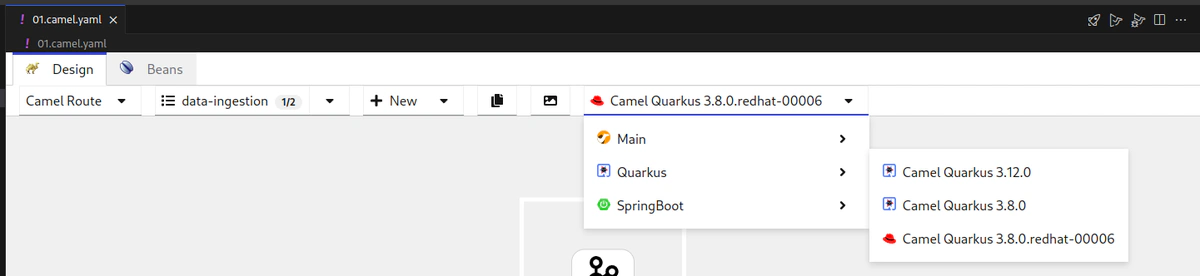 ! 01.camel.yaml ×
! 01.camel.yaml
Design Beans
Camel Route data-ingestion 1/2 + New Camel Quarkus 3.8.0.redhat-00006
Main
Quarkus
SpringBoot
Camel Quarkus 3.12.0
Camel Quarkus 3.8.0
Camel Quarkus 3.8.0.redhat-00006